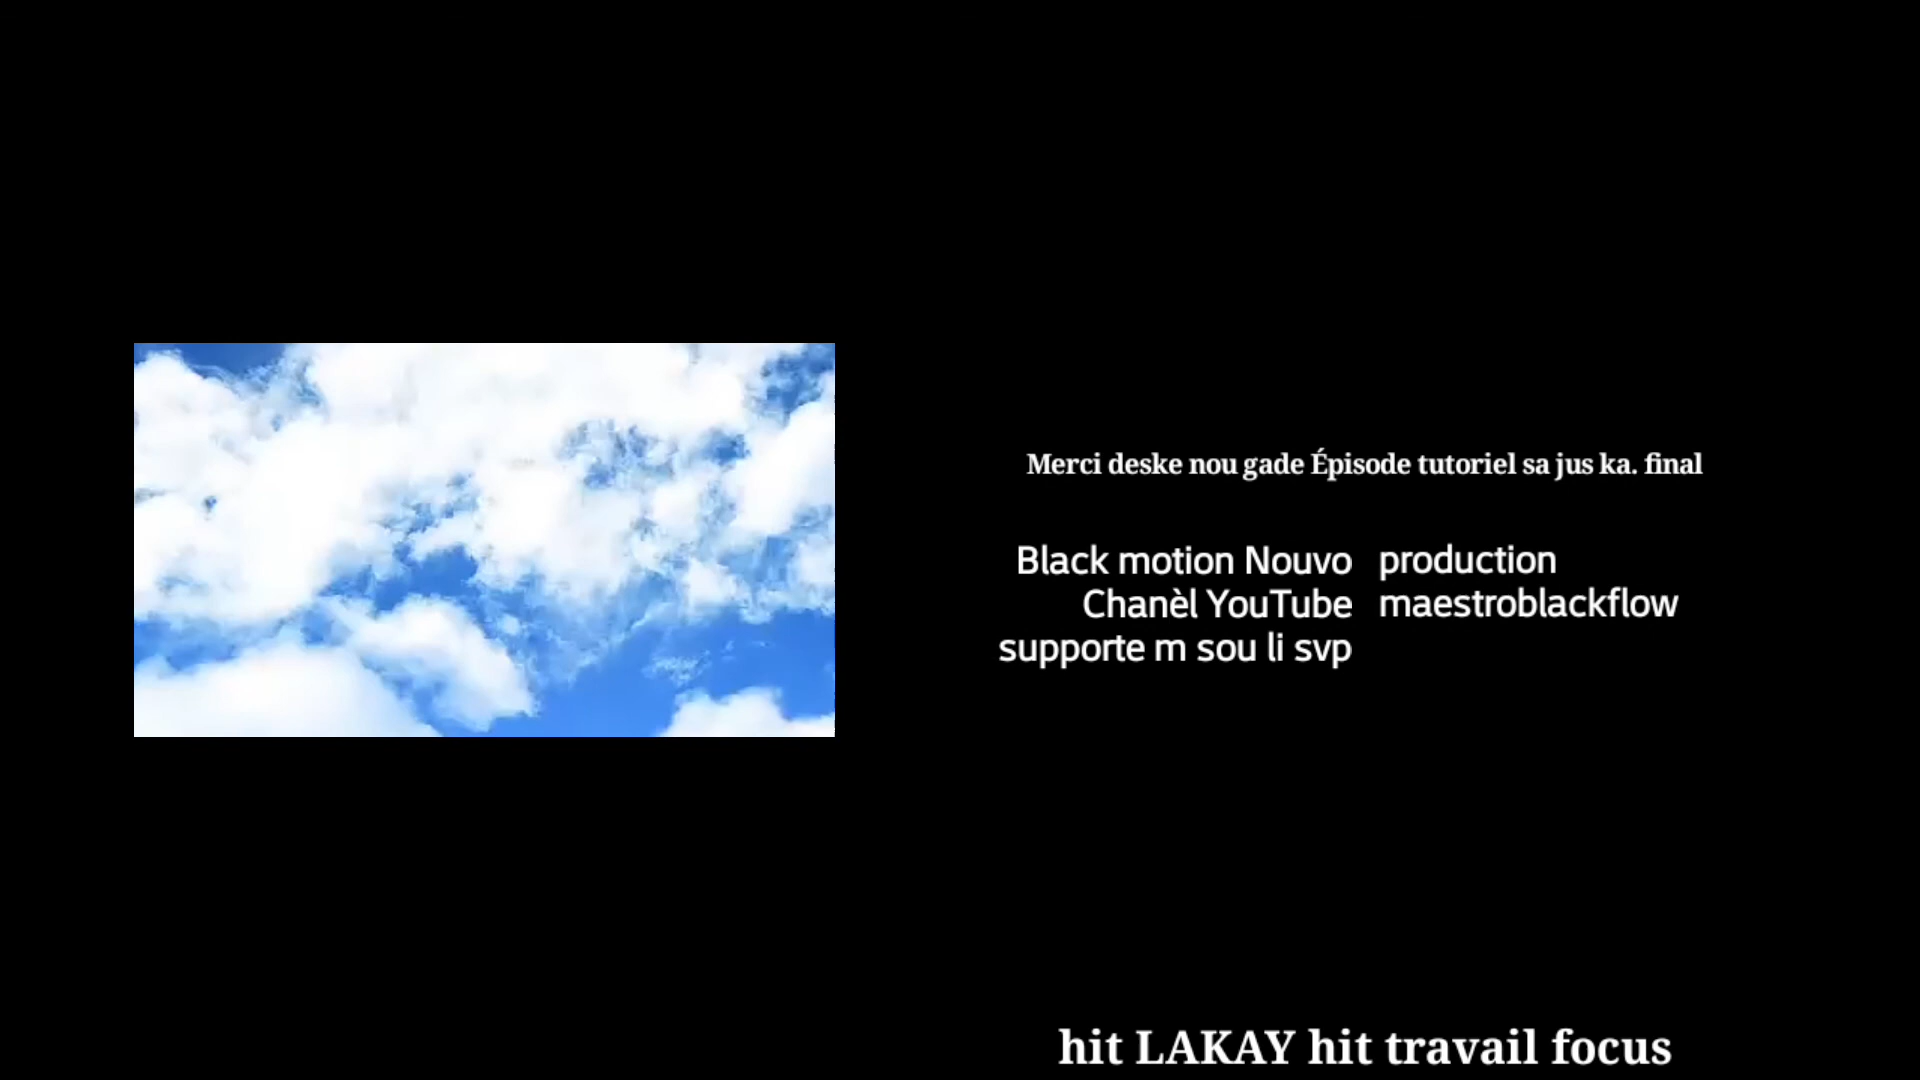 Merci deske nou gade Épisode tutoriel sa jus ka. final
Black motion Nouvo
Chanèl YouTube
supporte m sou li svp
production
maestroblackflow
hit LAKAY hit travail focus